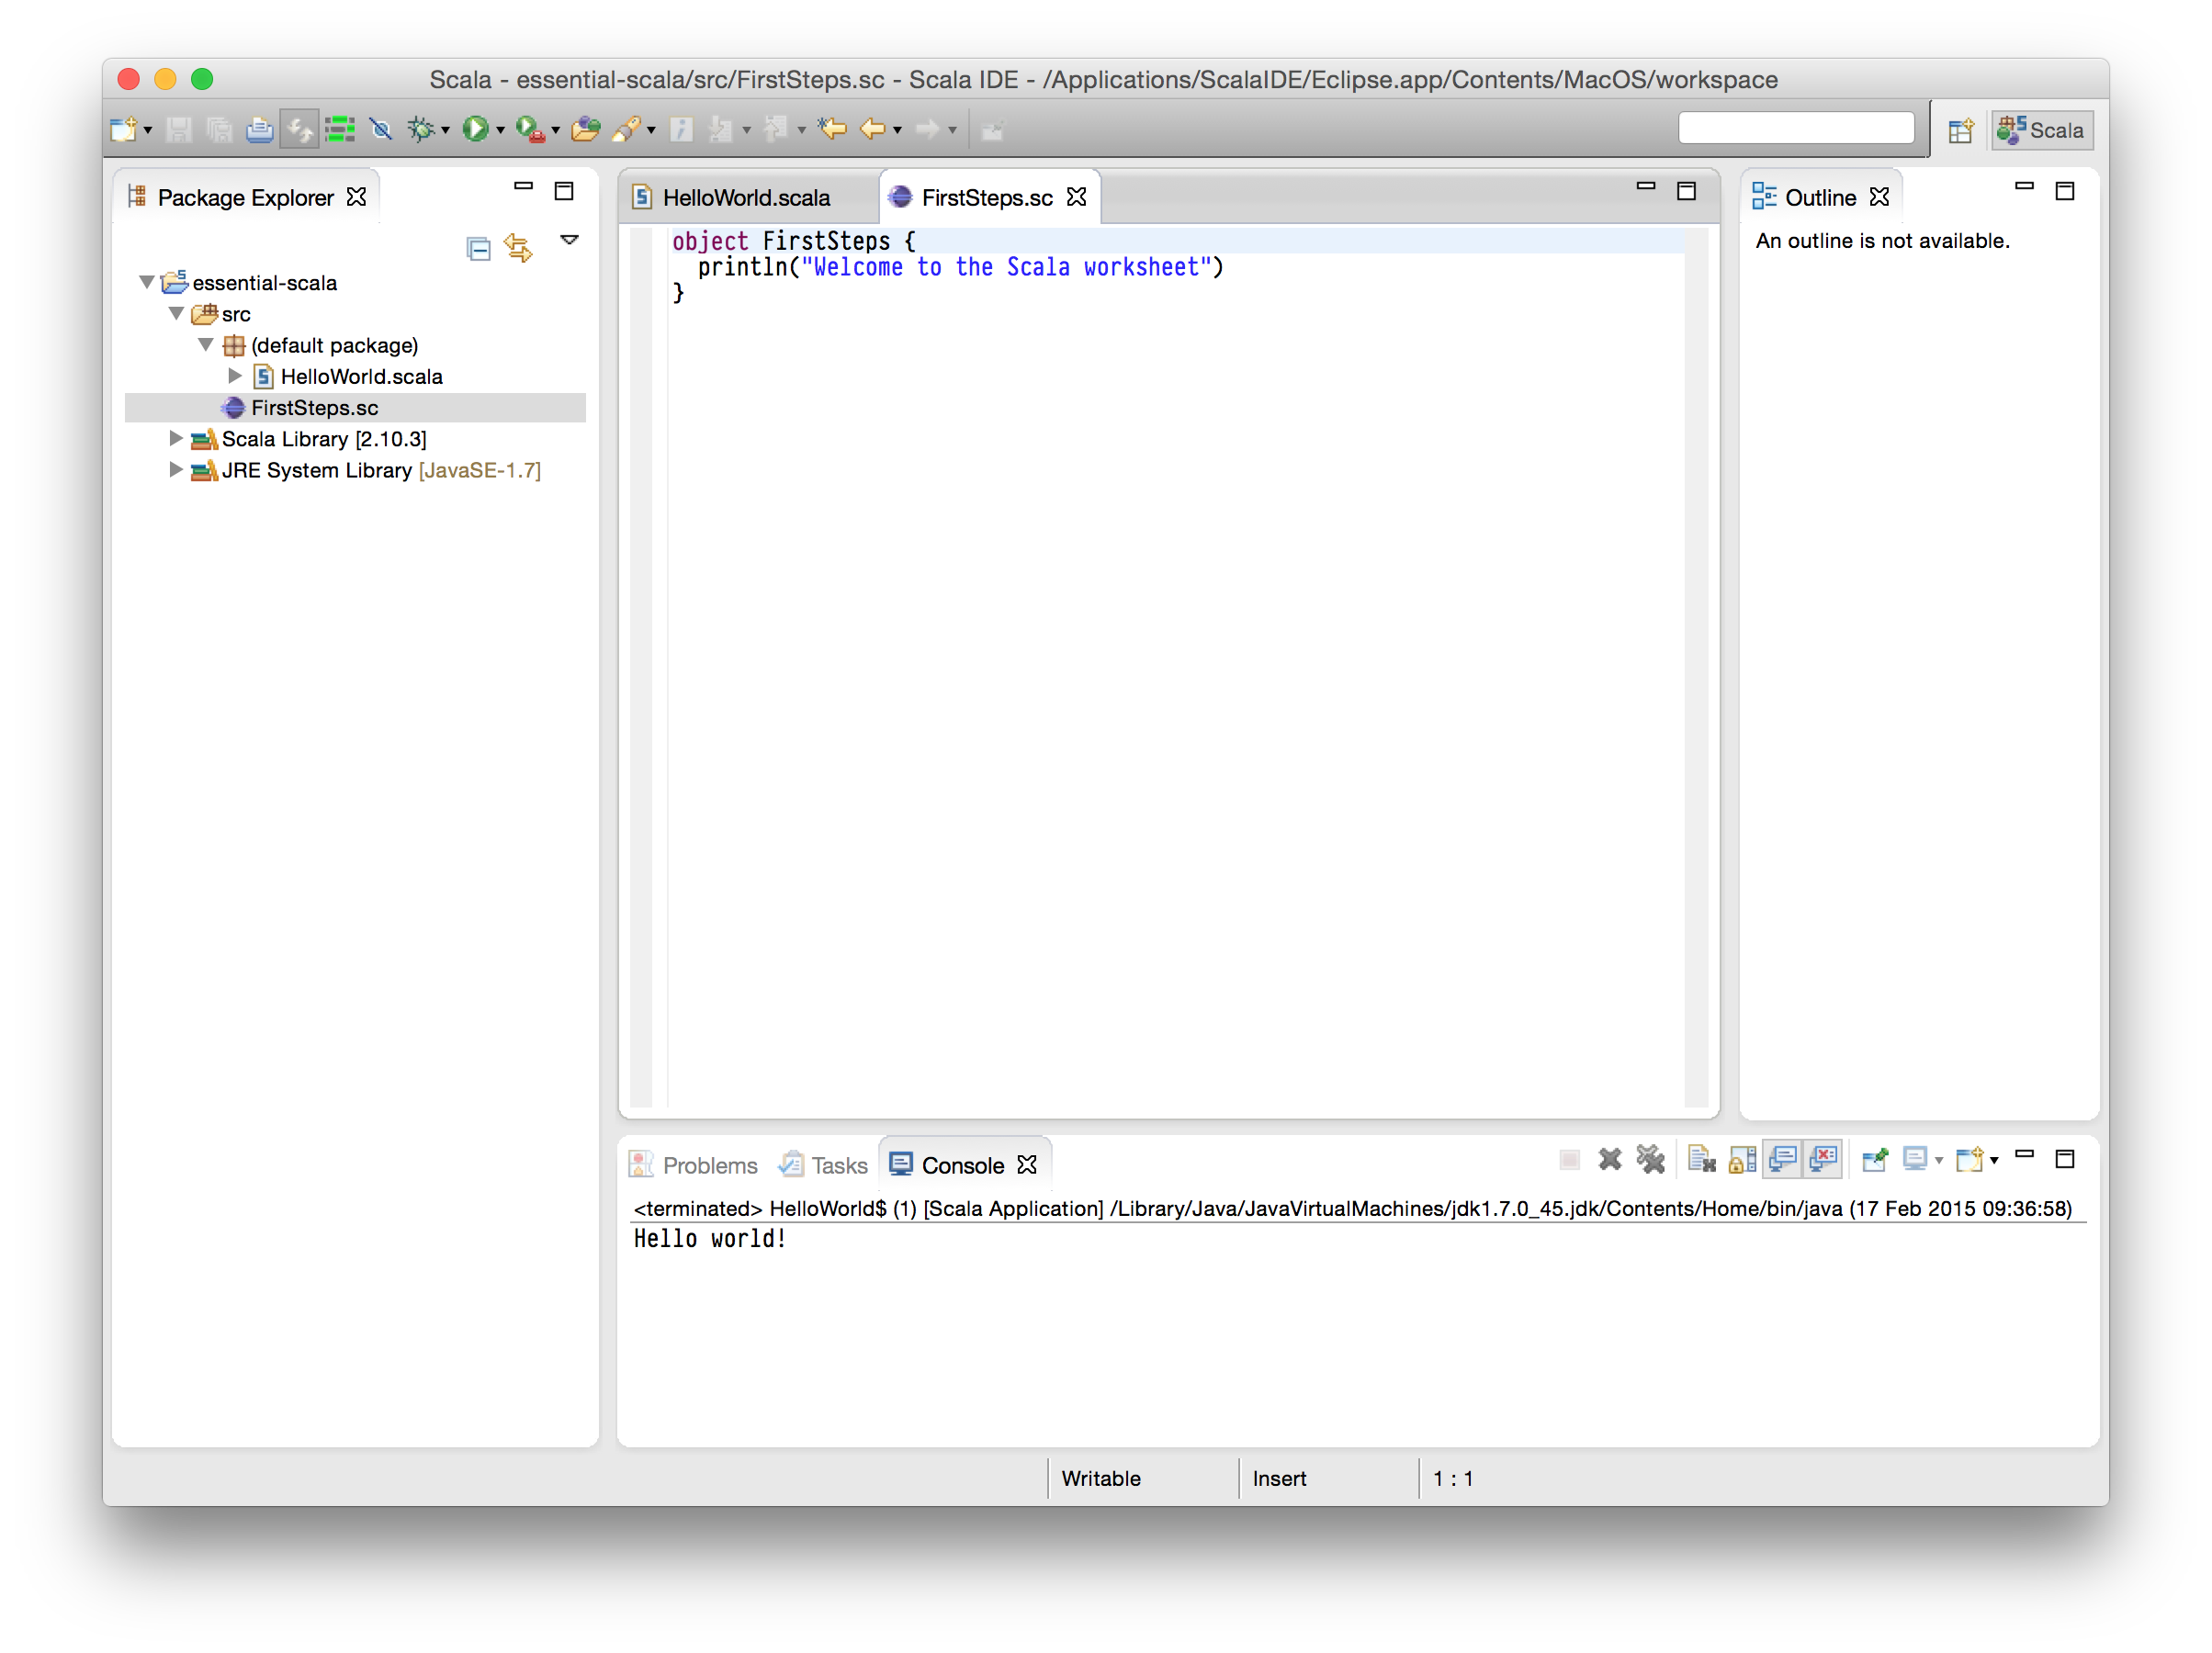 Scala - essential-scala/src/FirstSteps.sc - Scala IDE - /Applications/ScalaIDE/Eclipse.app/Contents/MacOS/workspace
Scala
Package Explorer
essential-scala
src
(default package)
HelloWorld.scala
FirstSteps.sc
Scala Library [2.10.3]
JRE System Library [JavaSE-1.7]
HelloWorld.scala FirstSteps.sc
object FirstSteps {
  println("Welcome to the Scala worksheet")
}
Outline
An outline is not available.
Problems Tasks Console
<terminated> HelloWorld$ (1) [Scala Application] /Library/Java/JavaVirtualMachines/jdk1.7.0_45.jdk/Contents/Home/bin/java (17 Feb 2015 09:36:58)
Hello world!
Writable Insert 1 : 1